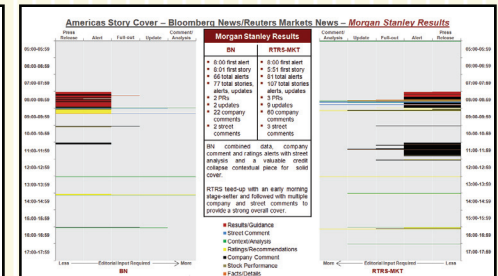 Americas Story Cover – Bloomberg News/Reuters Markets News – Morgan Stanley Results
Press Release Alert Full-out Update Comment/ Analysis
Morgan Stanley Results
Comment/ Analysis Update Full-out Alert Press Release
BN
RTRS-MKT
• 8:00 first alert
• 8:01 first story
• 66 total alerts
• 77 total stories, alerts, updates
• 2 PRs
• 2 updates
• 22 company comments
• 2 street comments
• 8:00 first alert
• 5:51 first story
• 81 total alerts
• 107 total stories, alerts, updates
• 3 PRs
• 9 updates
• 60 company comments
• 3 street comments
BN combined data, company
comment and ratings alerts with street
analysis and a valuable credit
collapse contextual piece for solid
cover.
RTRS teed-up with an early morning
stage-setter and followed with multiple
company and street comments to
provide a strong overall cover.
Results/Guidance
Street Comment
Context/Analysis
Ratings/Recommendations
Company Comment
Stock Performance
Facts/Details
05:00-05:59
06:00-06:59
07:00-07:59
08:00-08:59
09:00-09:59
10:00-10:59
11:00-11:59
12:00-12:59
13:00-13:59
14:00-14:59
15:00-15:59
16:00-16:59
17:00-17:59
Less Editorial Input Required > More
BN
05:00-05:59
06:00-06:59
07:00-07:59
08:00-08:59
09:00-09:59
10:00-10:59
11:00-11:59
12:00-12:59
13:00-13:59
14:00-14:59
15:00-15:59
16:00-16:59
17:00-17:59
More < Editorial Input Required Less
RTRS-MKT